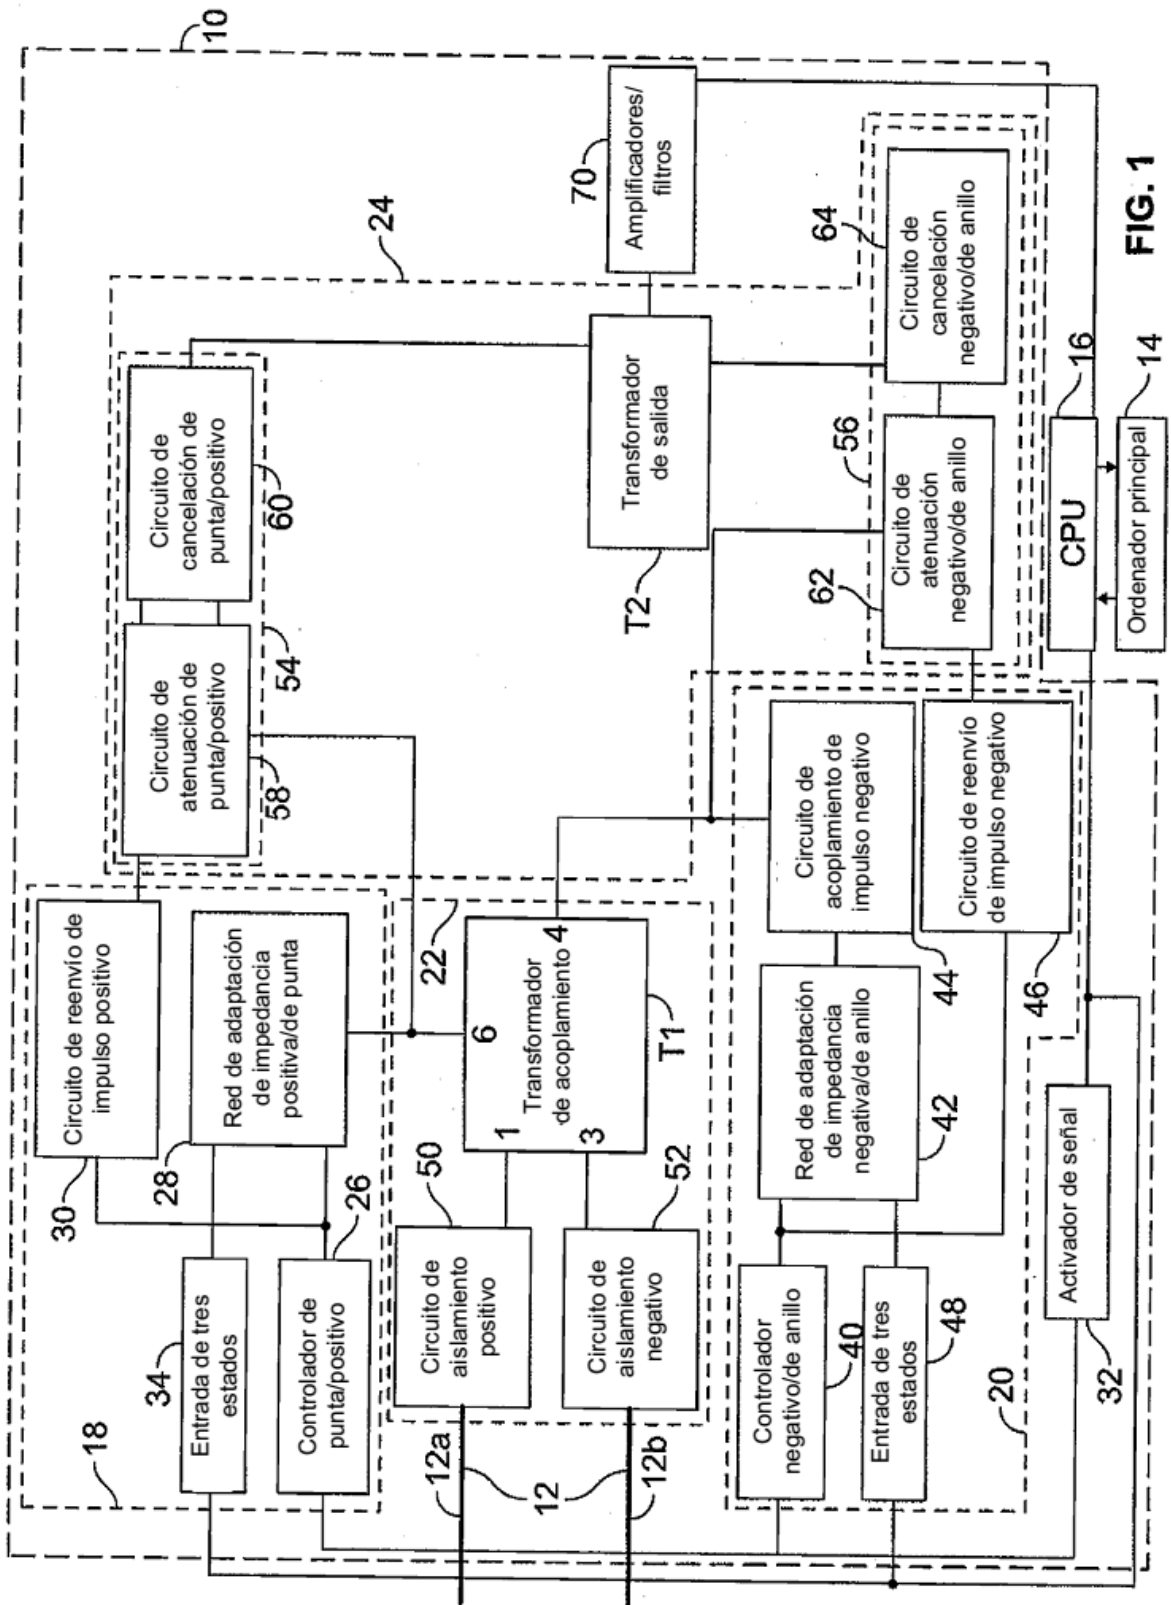 10
18
34
Entrada de tres
estados
Controlador de
punta/positivo
26
30
Circuito de reenvío de
impulso positivo
28
Red de adaptación
de impedancia
positiva/de punta
Circuito de
atenuación de
punta/positivo
58
54
Circuito de
cancelación de
punta/positivo
60
24
12a
12
12b
Circuito de
aislamiento
positivo
50
Circuito de
aislamiento
negativo
52
22
1
3
6
4
Transformador
de acoplamiento
T1
Transformador
de salida
T2
70
Amplificadores/
filtros
Controlador
negativo/de anillo
40
Entrada de tres
estados
48
20
Red de adaptación
de impedancia
negativa/de anillo
42
Circuito de
acoplamiento de
impulso negativo
44
Circuito de reenvío
de impulso negativo
46
56
62
Circuito de
atenuación
negativo/de anillo
64
Circuito de
cancelación
negativo/de anillo
Activador de señal
32
CPU
16
Ordenador principal
14
FIG. 1